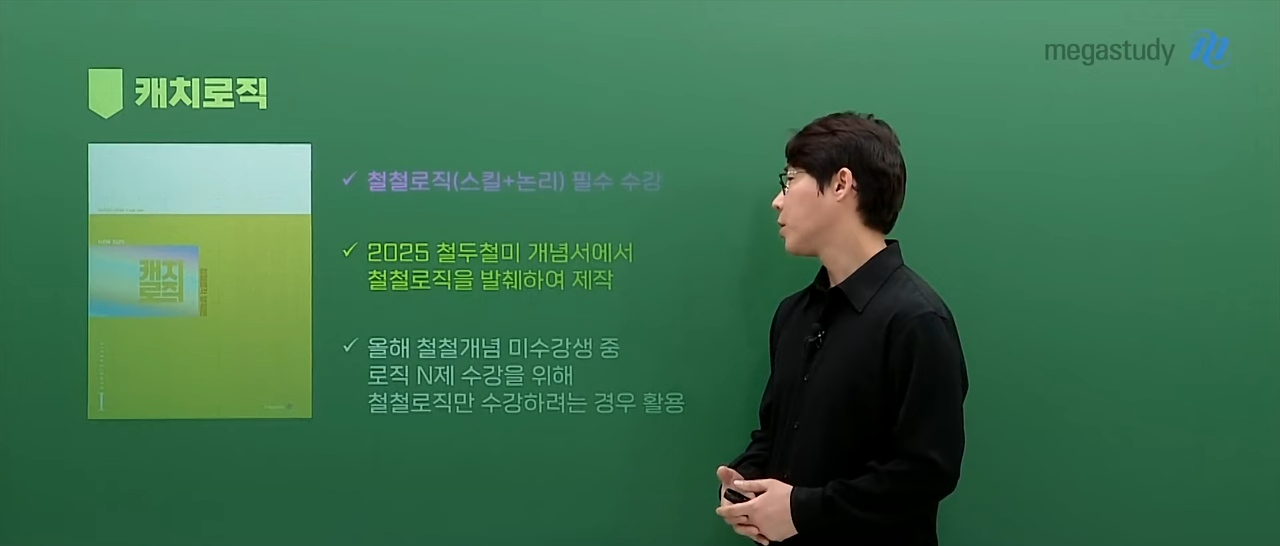 megastudy
캐치로직
철철로직(스킬+논리) 필수 수강
2025 철두철미 개념서에서
철철로직을 발췌하여 제작
올해 철철개념 미수강생 중
로직 N제 수강을 위해
철철로직만 수강하려는 경우 활용
캐치
로직